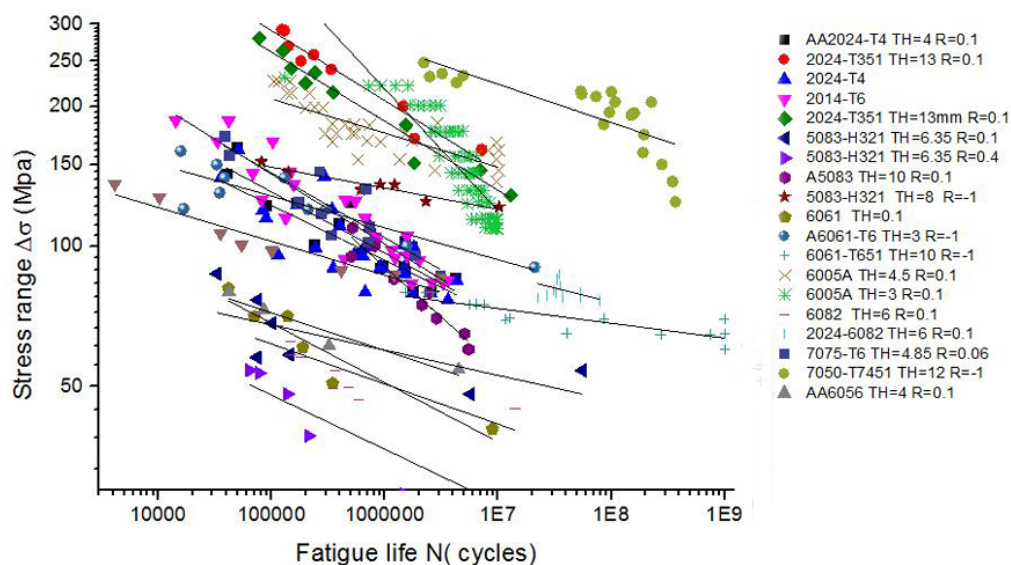 300
250
200
150
100
50
Stress range Δσ (Mpa)
10000
100000
1000000
1E7
1E8
1E9
Fatigue life N( cycles)
AA2024-T4 TH=4 R=0.1
2024-T351 TH=13 R=0.1
2024-T4
2014-T6
2024-T351 TH=13mm R=0.1
5083-H321 TH=6.35 R=0.1
5083-H321 TH=6.35 R=0.4
A5083 TH=10 R=0.1
5083-H321 TH=8 R=-1
6061 TH=0.1
A6061-T6 TH=3 R=-1
6061-T651 TH=10 R=-1
6005A TH=4.5 R=0.1
6005A TH=3 R=0.1
6082 TH=6 R=0.1
2024-6082 TH=6 R=0.1
7075-T6 TH=4.85 R=0.06
7050-T7451 TH=12 R=-1
AA6056 TH=4 R=0.1